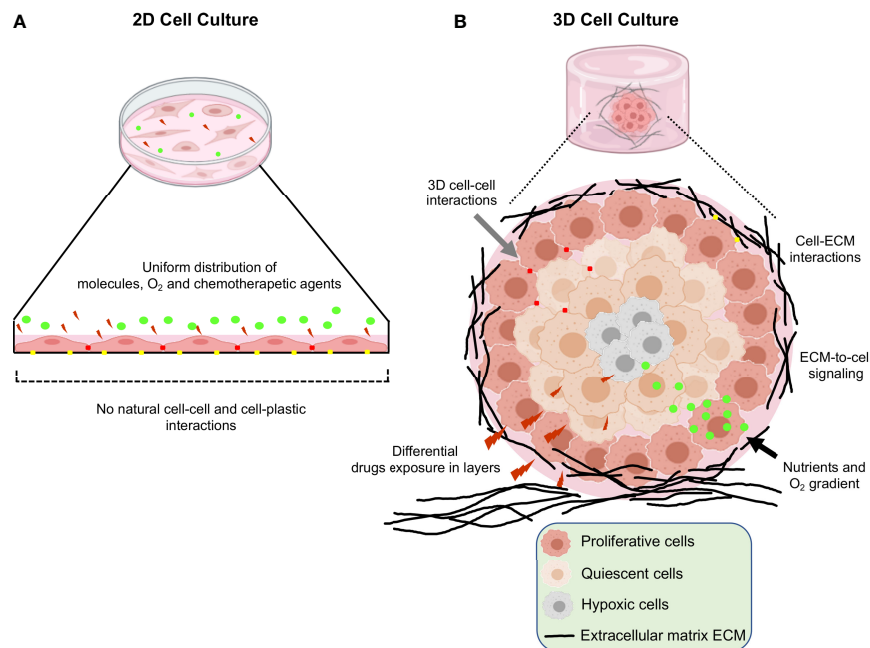 A
2D Cell Culture
Uniform distribution of
molecules, O2 and chemotherapetic agents
No natural cell-cell and cell-plastic
interactions
B
3D Cell Culture
3D cell-cell
interactions
Cell-ECM
interactions
ECM-to-cel
signaling
Differential
drugs exposure in layers
Nutrients and
O2 gradient
Proliferative cells
Quiescent cells
Hypoxic cells
Extracellular matrix ECM